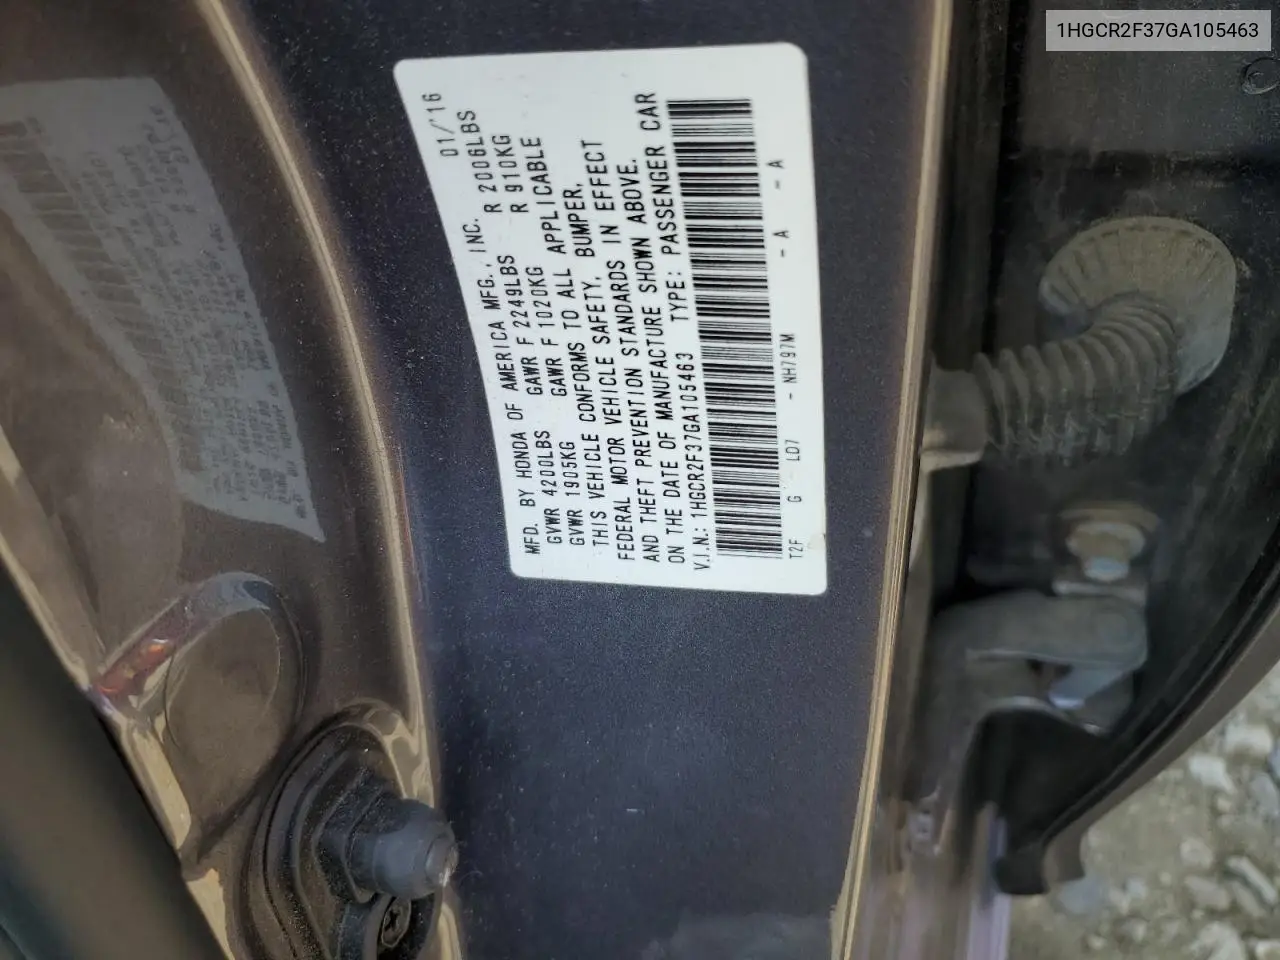 1HGCR2F37GA105463
MFD. BY HONDA OF AMERICA MFG., INC. 01/'16
GVWR 4200LBS GAWR F 2249LBS R 2006LBS
GVWR 1905KG GAWR F 1020KG R 910KG
THIS VEHICLE CONFORMS TO ALL APPLICABLE
FEDERAL MOTOR VEHICLE SAFETY, BUMPER,
AND THEFT PREVENTION STANDARDS IN EFFECT
ON THE DATE OF MANUFACTURE SHOWN ABOVE.
V.I.N.: 1HGCR2F37GA105463 TYPE: PASSENGER CAR
T2F G LD7 - NH797M - A - A